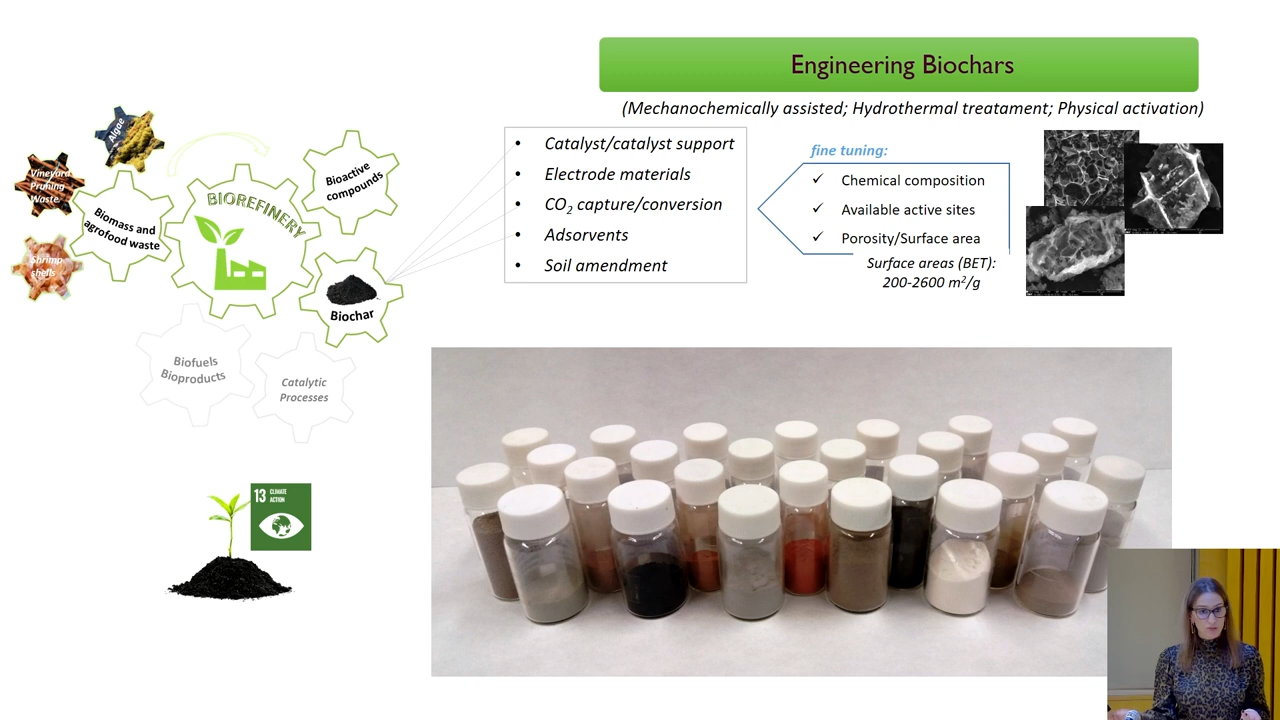 Engineering Biochars
(Mechanochemically assisted; Hydrothermal treatament; Physical activation)
Algae
Vineyard
Pruning
Waste
Shrimp
shells
Biomass and
agrofood waste
BIOREFINERY
Bioactive
compounds
Biochar
Biofuels
Bioproducts
Catalytic
Processes
• Catalyst/catalyst support
• Electrode materials
• CO2 capture/conversion
• Adsorvents
• Soil amendment
fine tuning:
✓ Chemical composition
✓ Available active sites
✓ Porosity/Surface area
Surface areas (BET):
200-2600 m²/g
13 CLIMATE
ACTION